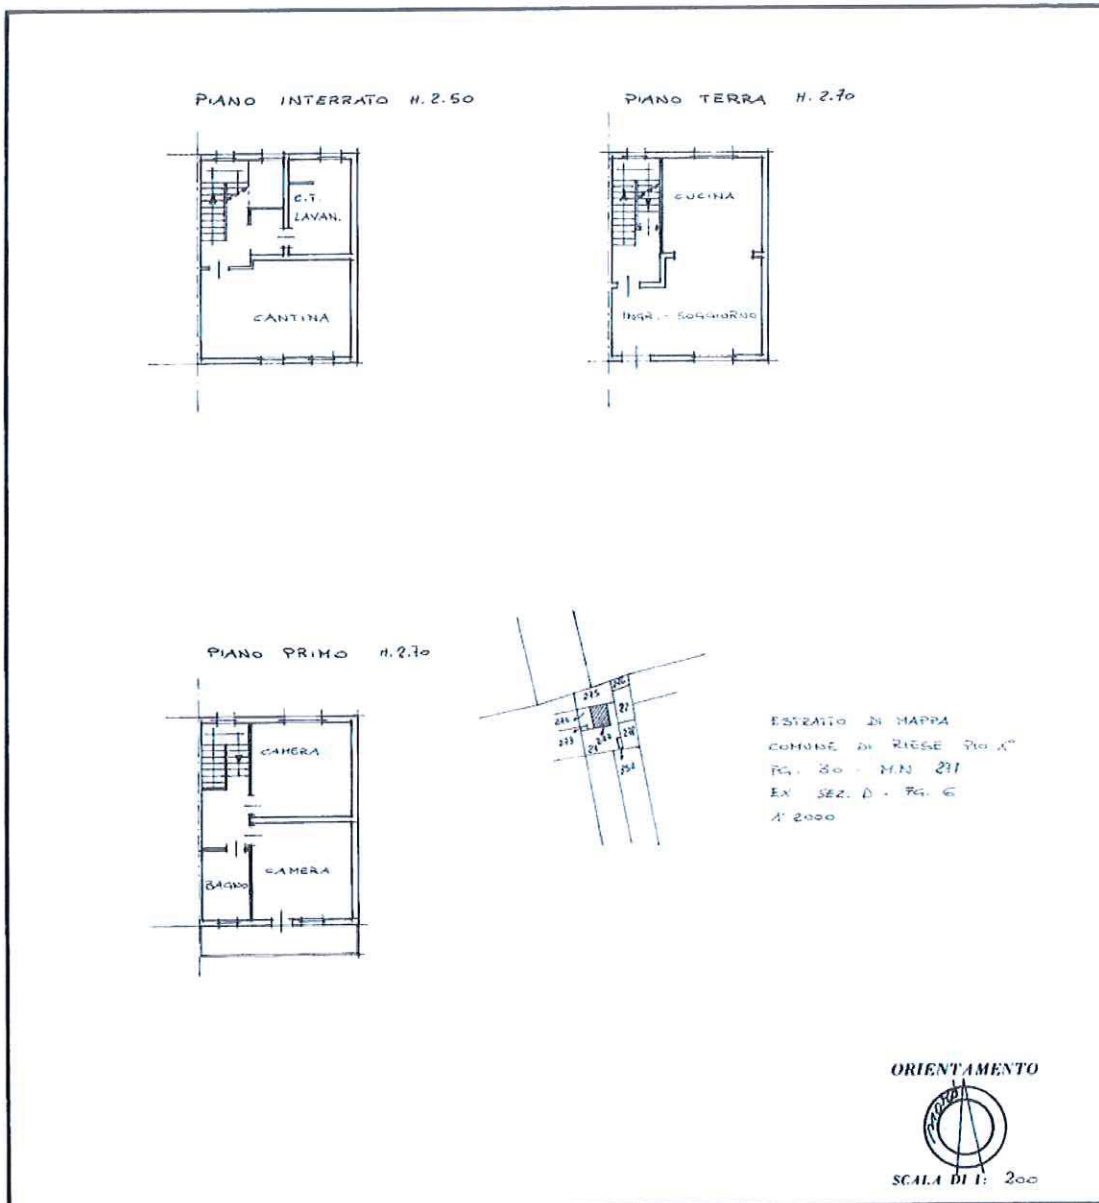 PIANO INTERRATO H. 2.50
PIANO TERRA H. 2.70
C.T.
LAVAN.
CANTINA
CUCINA
INGR. - SOGGIORNO
PIANO PRIMO H. 2.70
CAMERA
CAMERA
BAGNO
275
273
ESTRATTO DI MAPPA
COMUNE DI RIESE PIO X°
FG. 30 - M.N 271
EX SEZ. D - FG. 6
1: 2000
ORIENTAMENTO
NORD
SCALA DI 1: 200